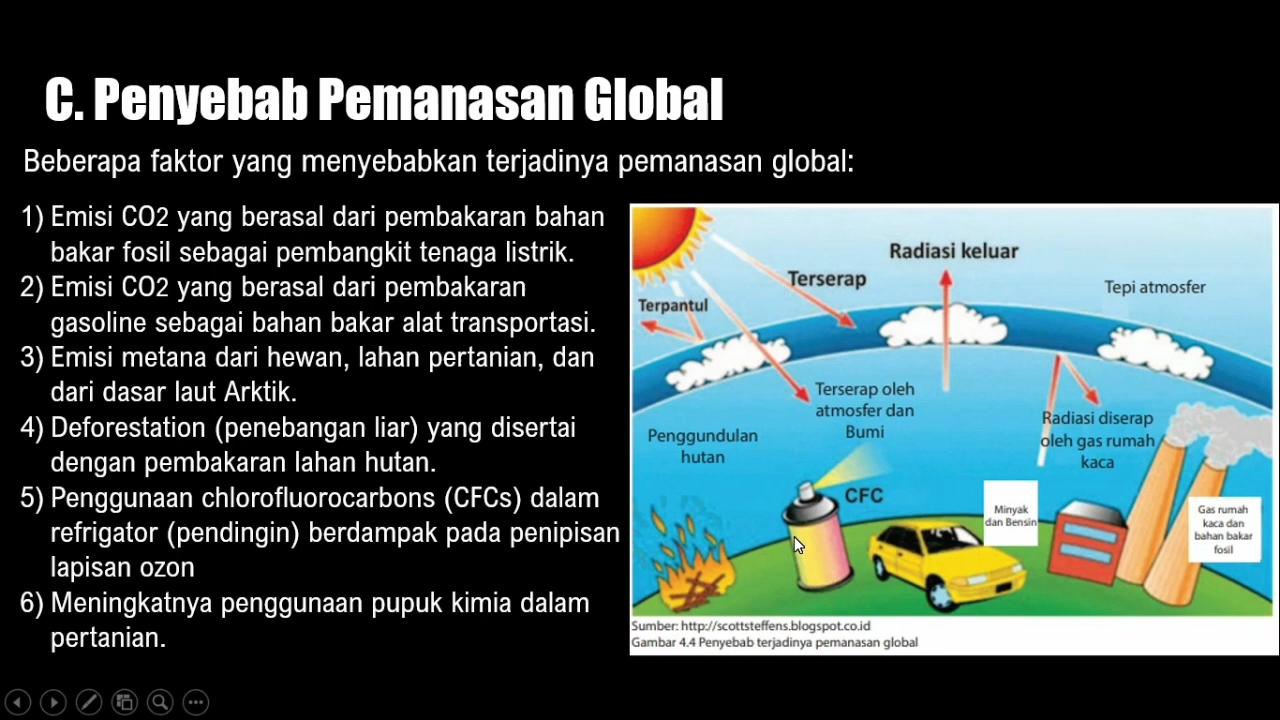 C. Penyebab Pemanasan Global
Beberapa faktor yang menyebabkan terjadinya pemanasan global:
1) Emisi CO2 yang berasal dari pembakaran bahan
bakar fosil sebagai pembangkit tenaga listrik.
2) Emisi CO2 yang berasal dari pembakaran
gasoline sebagai bahan bakar alat transportasi.
3) Emisi metana dari hewan, lahan pertanian, dan
dari dasar laut Arktik.
4) Deforestation (penebangan liar) yang disertai
dengan pembakaran lahan hutan.
5) Penggunaan chlorofluorocarbons (CFCs) dalam
refrigator (pendingin) berdampak pada penipisan
lapisan ozon
6) Meningkatnya penggunaan pupuk kimia dalam
pertanian.
Radiasi keluar
Terserap
Tepi atmosfer
Terpantul
Terserap oleh
atmosfer dan
Bumi
Radiasi diserap
oleh gas rumah
kaca
Penggundulan
hutan
CFC
Minyak
dan Bensin
Gas rumah
kaca dan
bahan bakar
fosil
Sumber: http://scottsteffens.blogspot.co.id
Gambar 4.4 Penyebab terjadinya pemanasan global